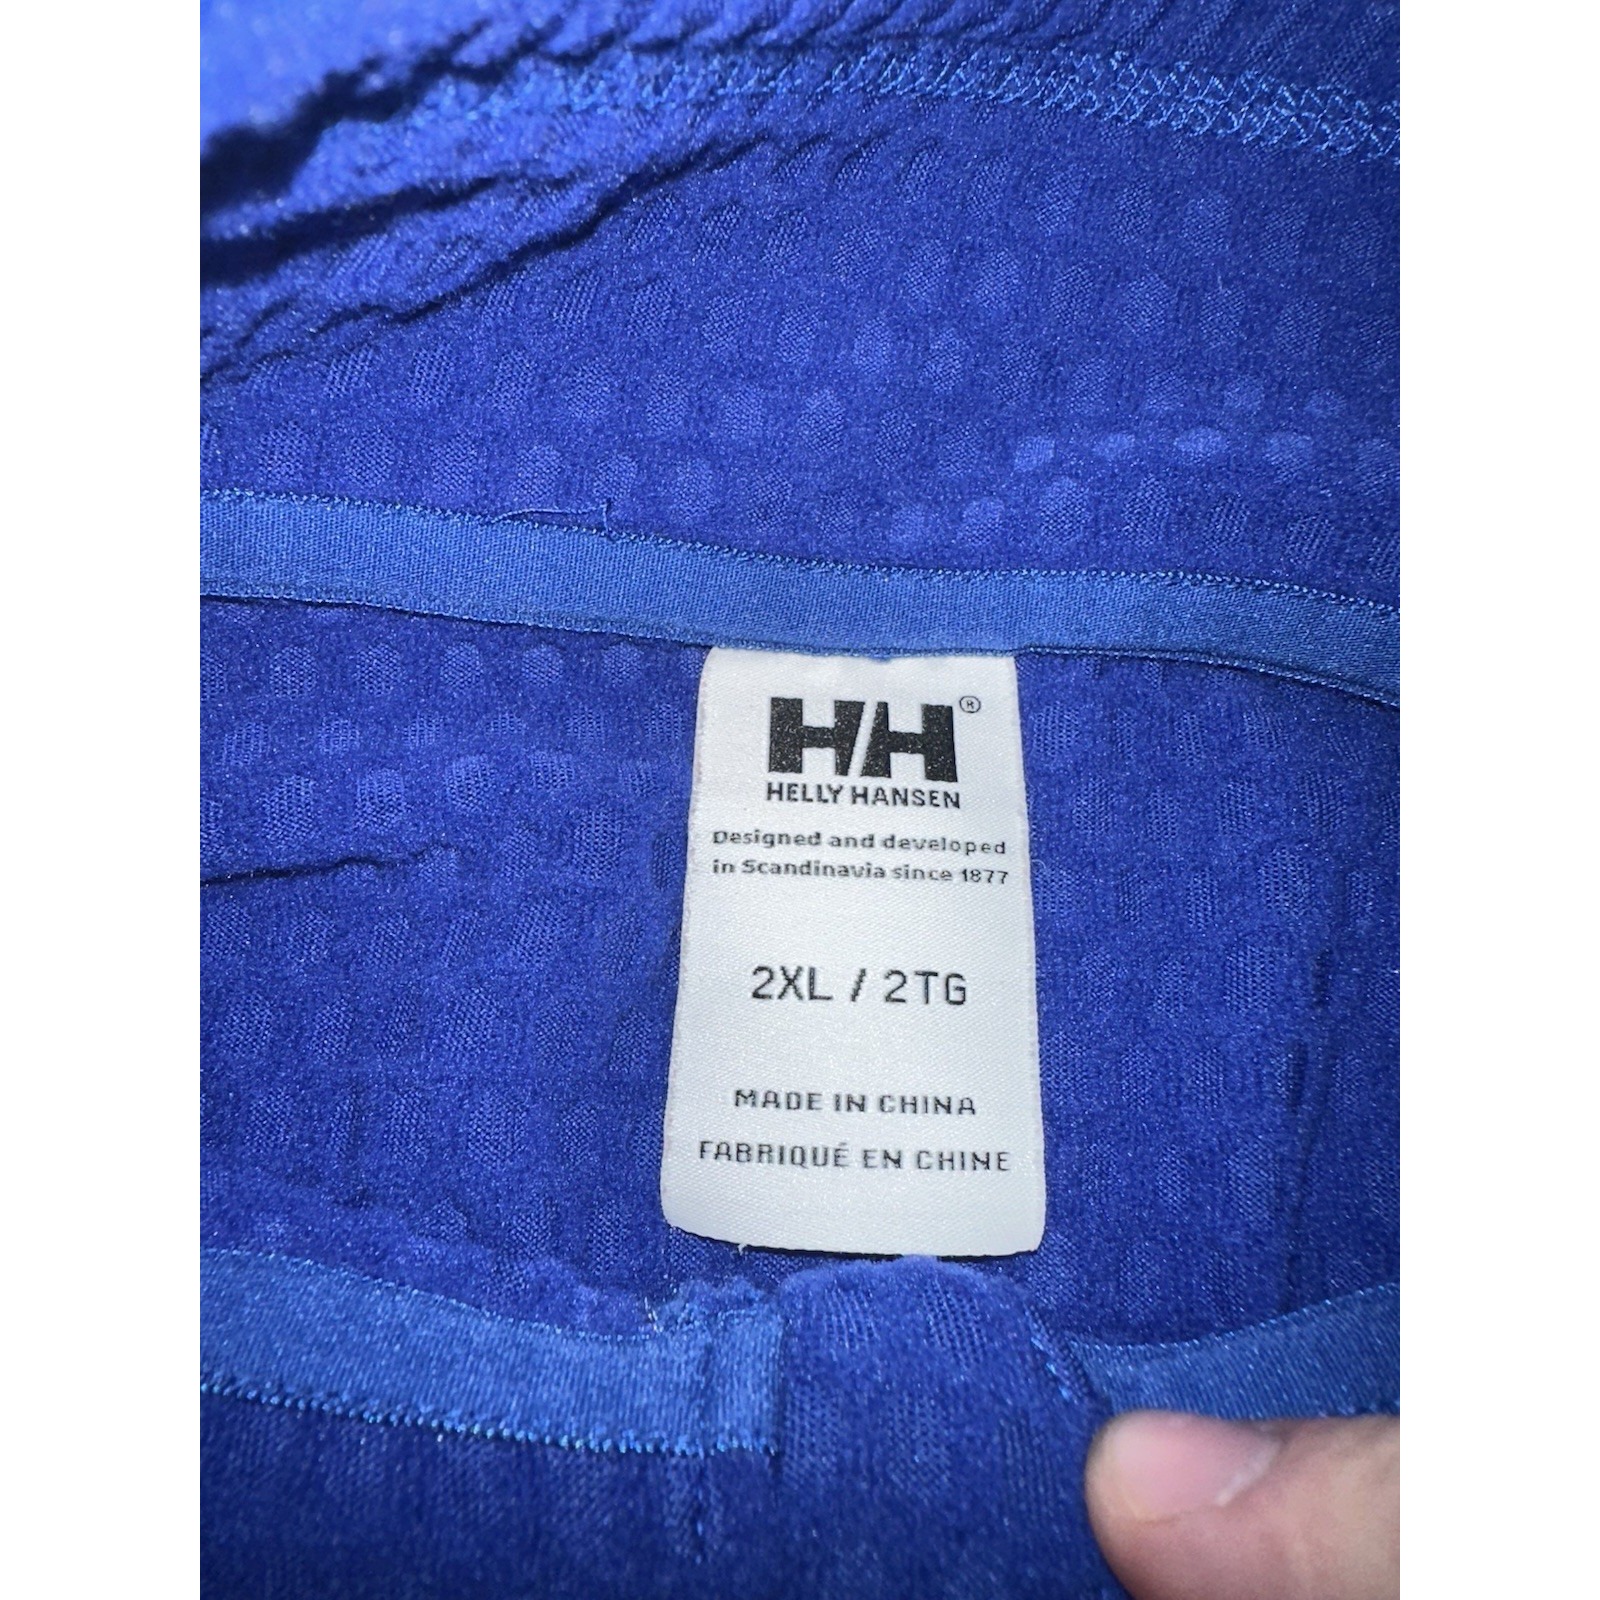 HH®
HELLY HANSEN
Designed and developed
in Scandinavia since 1877
2XL / 2TG
MADE IN CHINA
FABRIQUÉ EN CHINE